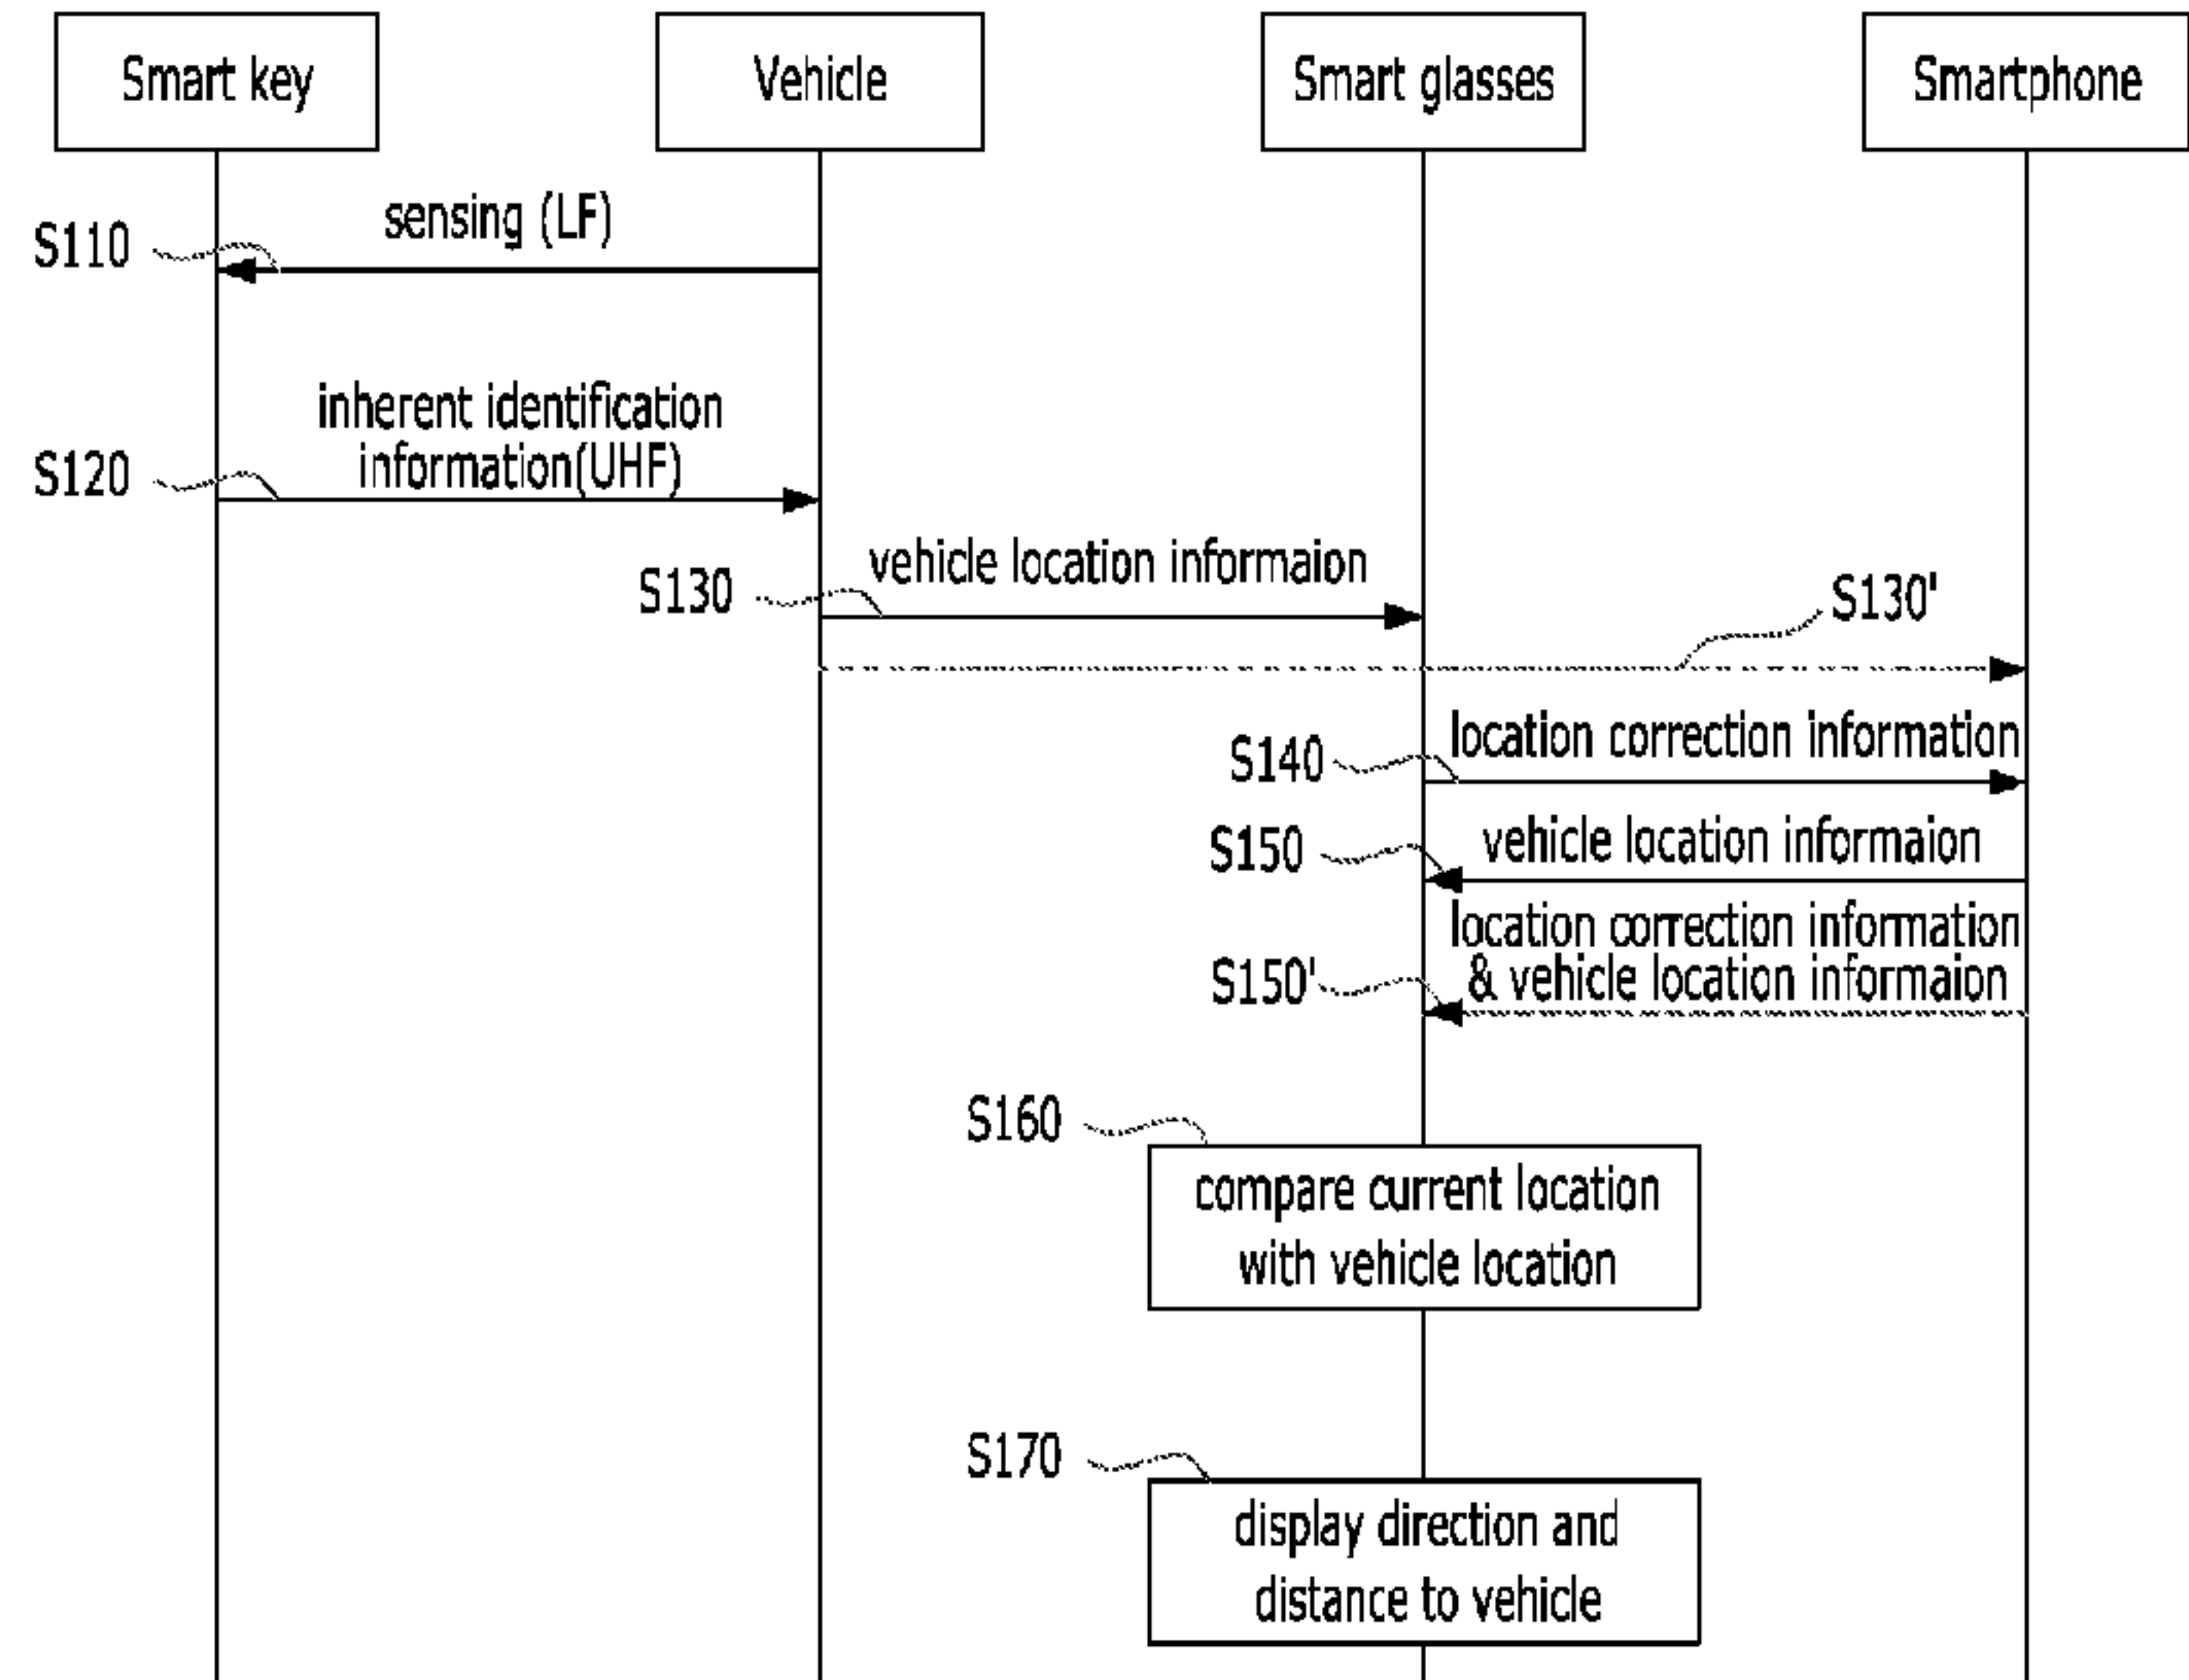 Smart key
Vehicle
Smart glasses
Smartphone
sensing (LF)
S110
inherent identification
information(UHF)
S120
vehicle location informaion
S130
S130'
location correction information
S140
vehicle location informaion
S150
location correction information
& vehicle location informaion
S150'
S160
compare current location
with vehicle location
S170
display direction and
distance to vehicle